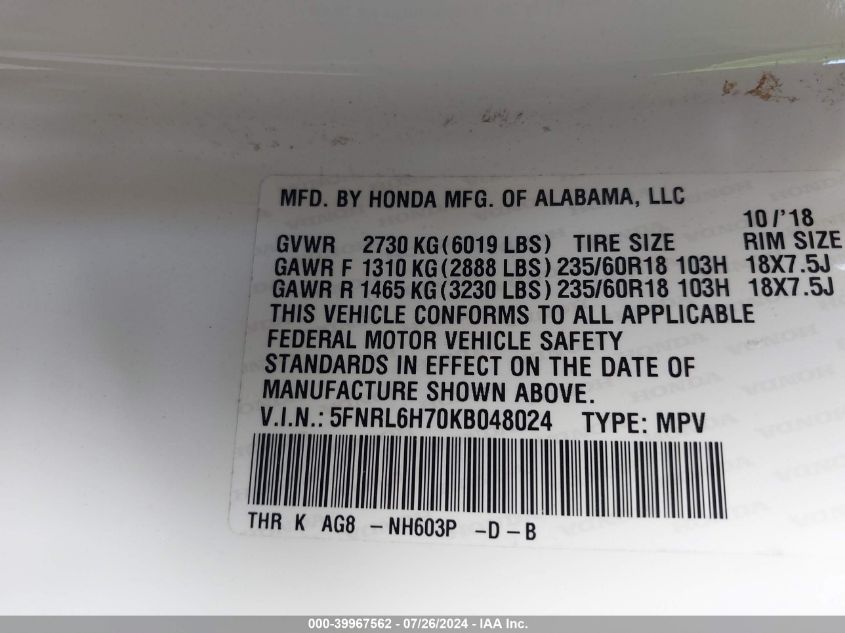 MFD. BY HONDA MFG. OF ALABAMA, LLC
10/'18
GVWR 2730 KG (6019 LBS) TIRE SIZE RIM SIZE
GAWR F 1310 KG (2888 LBS) 235/60R18 103H 18X7.5J
GAWR R 1465 KG (3230 LBS) 235/60R18 103H 18X7.5J
THIS VEHICLE CONFORMS TO ALL APPLICABLE
FEDERAL MOTOR VEHICLE SAFETY
STANDARDS IN EFFECT ON THE DATE OF
MANUFACTURE SHOWN ABOVE.
V.I.N.: 5FNRL6H70KB048024 TYPE: MPV
THR K AG8 -NH603P -D-B
000-39967562 - 07/26/2024 - IAA Inc.